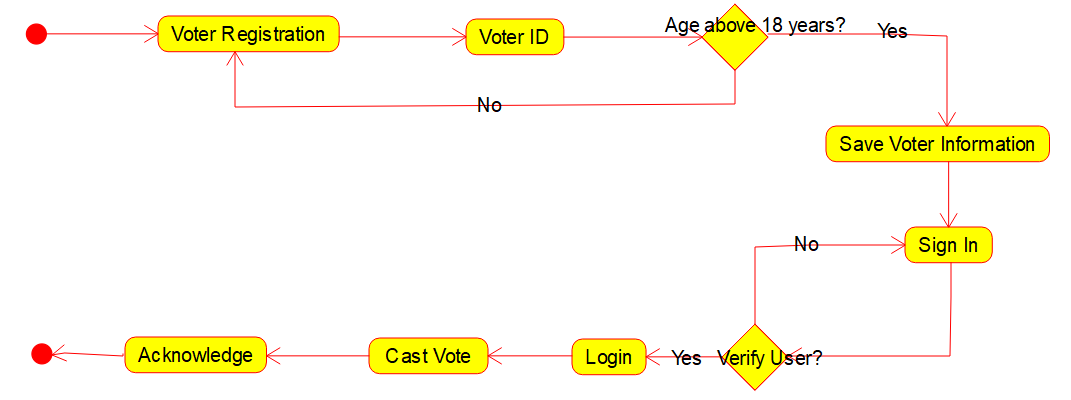 Voter Registration
Voter ID
Age above 18 years?
Yes
No
Save Voter Information
Sign In
No
Verify User?
Yes
Login
Cast Vote
Acknowledge